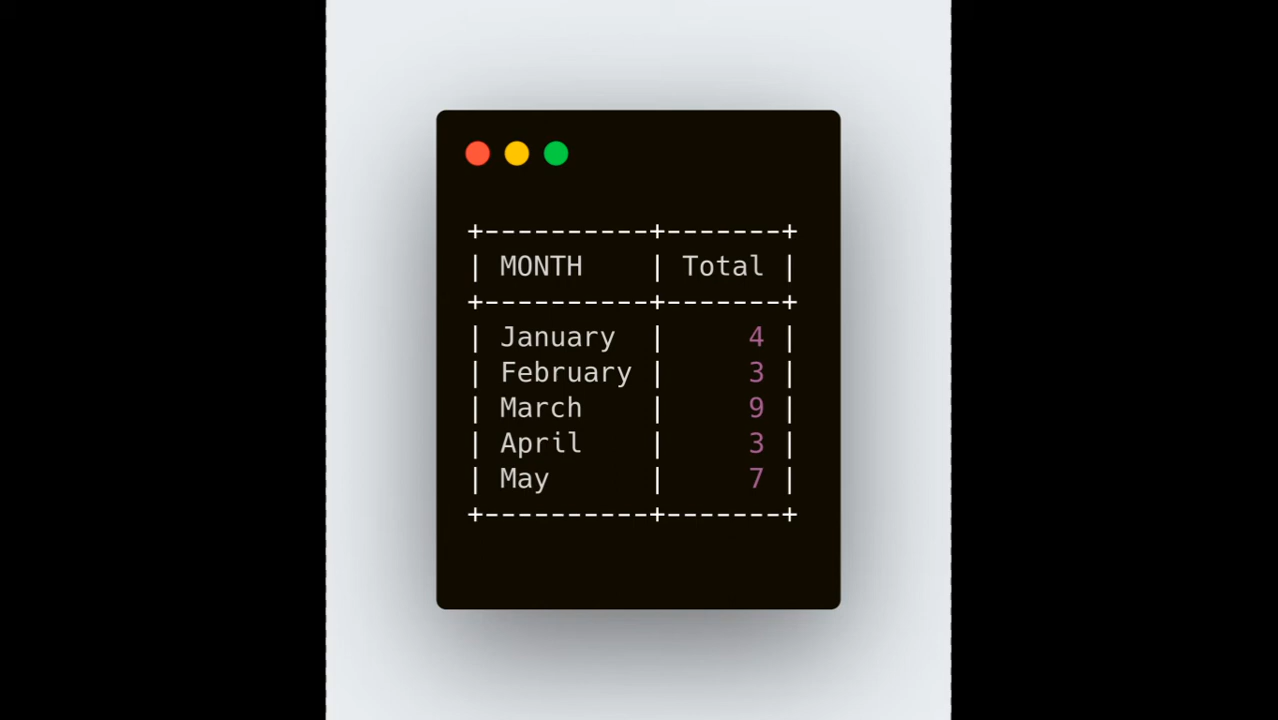 +----------+-------+
| MONTH    | Total |
+----------+-------+
| January  |     4 |
| February |     3 |
| March    |     9 |
| April    |     3 |
| May      |     7 |
+----------+-------+